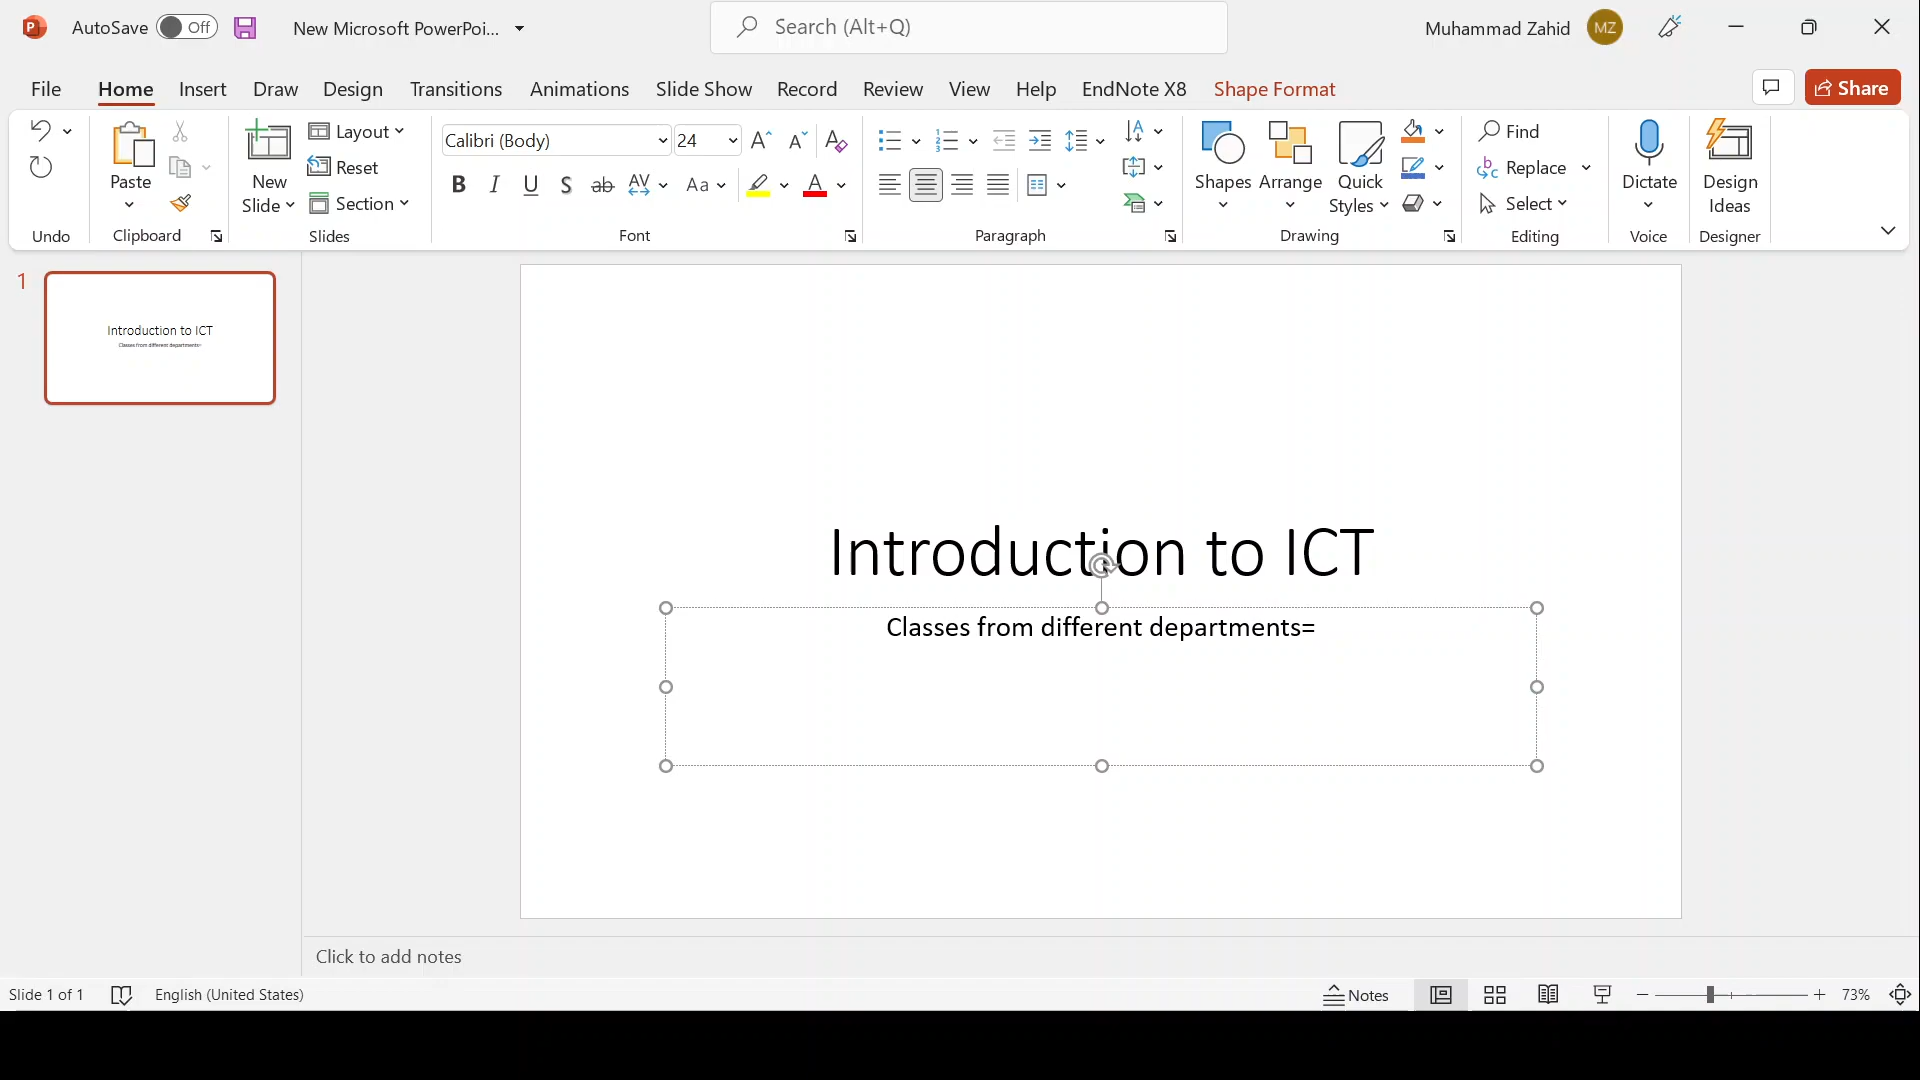 AutoSave Off New Microsoft PowerPoi... Search (Alt+Q) Muhammad Zahid MZ
File Home Insert Draw Design Transitions Animations Slide Show Record Review View Help EndNote X8 Shape Format Share
Undo
Paste
Clipboard
New Slide
Layout
Reset
Section
Slides
Calibri (Body) 24
Font
Paragraph
Shapes
Arrange
Quick Styles
Drawing
Find
Replace
Select
Editing
Dictate
Voice
Design Ideas
Designer
1
Introduction to ICT
Classes from different departments=
Introduction to ICT
Classes from different departments=
Click to add notes
Slide 1 of 1 English (United States) Notes 73%